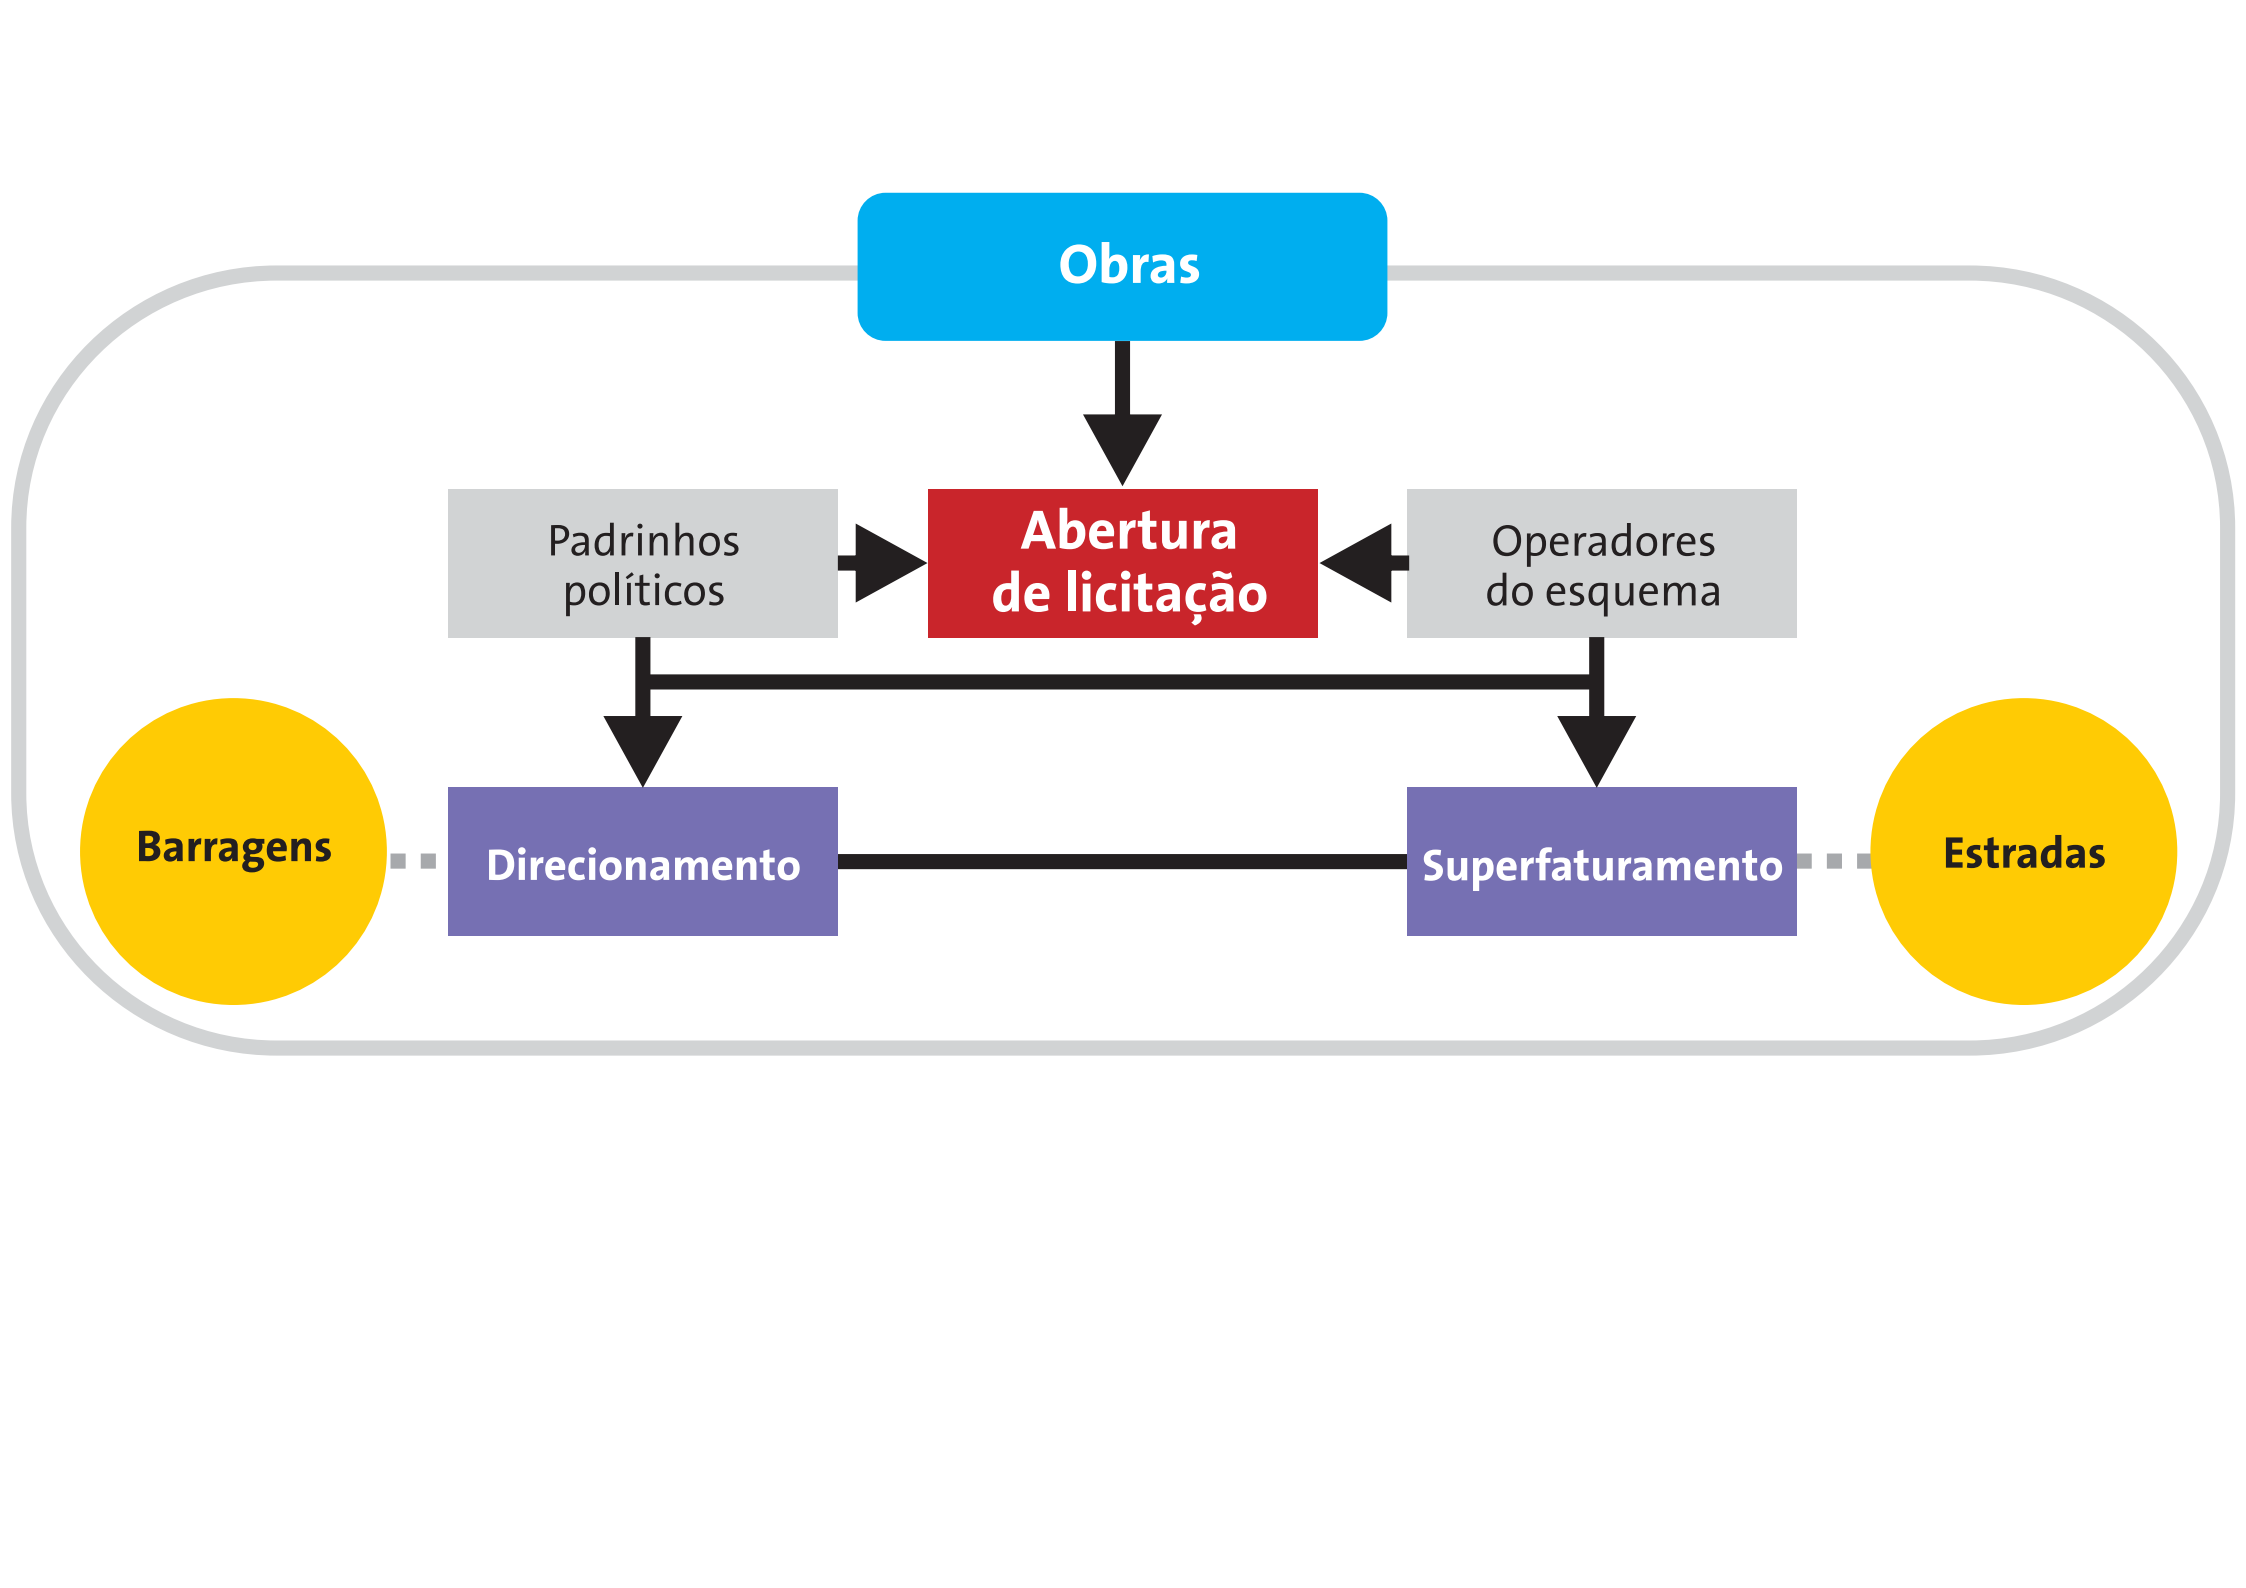 Obras
Padrinhos
políticos
Abertura
de licitação
Operadores
do esquema
Barragens
Direcionamento
Superfaturamento
Estradas